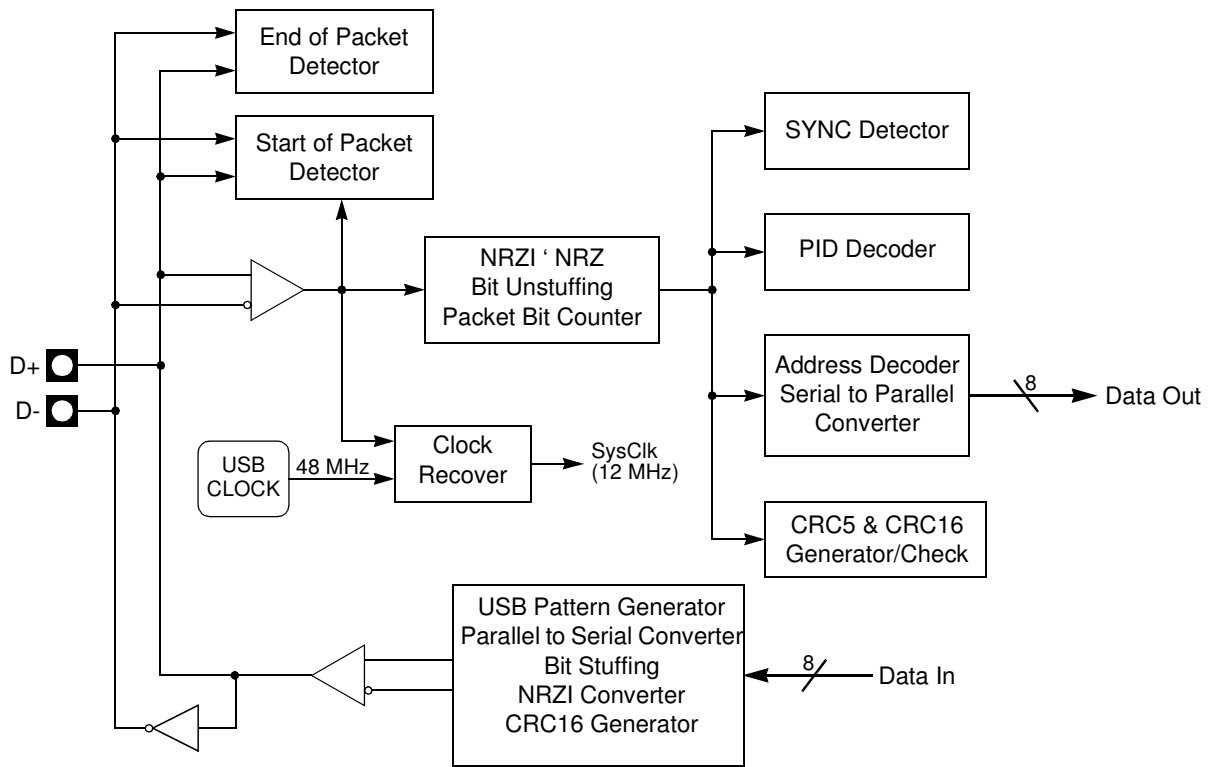 End of Packet
Detector
Start of Packet
Detector
SYNC Detector
PID Decoder
NRZI ‘ NRZ
Bit Unstuffing
Packet Bit Counter
D+
D-
Address Decoder
Serial to Parallel
Converter
8
Data Out
USB
CLOCK
48 MHz
Clock
Recover
SysClk
(12 MHz)
CRC5 & CRC16
Generator/Check
USB Pattern Generator
Parallel to Serial Converter
Bit Stuffing
NRZI Converter
CRC16 Generator
8
Data In